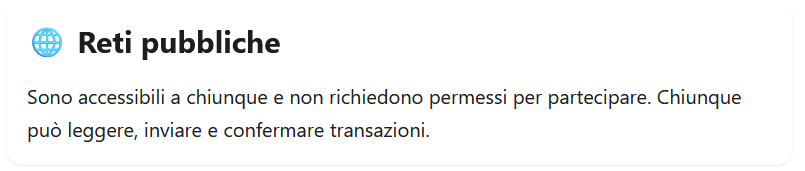 Reti pubbliche
Sono accessibili a chiunque e non richiedono permessi per partecipare. Chiunque
può leggere, inviare e confermare transazioni.